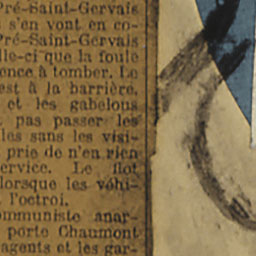 Pré-Saint-Gervais
s'en vont en co-
Pré-Saint-Gervais
lle-ci que la foule
ence à tomber. Le
est à la barrière,
et les gabelous
pas passer les
les sans les visi-
prie de n'en rien
ervice. Le flot
lorsque les véhi-
l'octroi.
ommuniste anar-
porte Chaumont
agents et les gar-